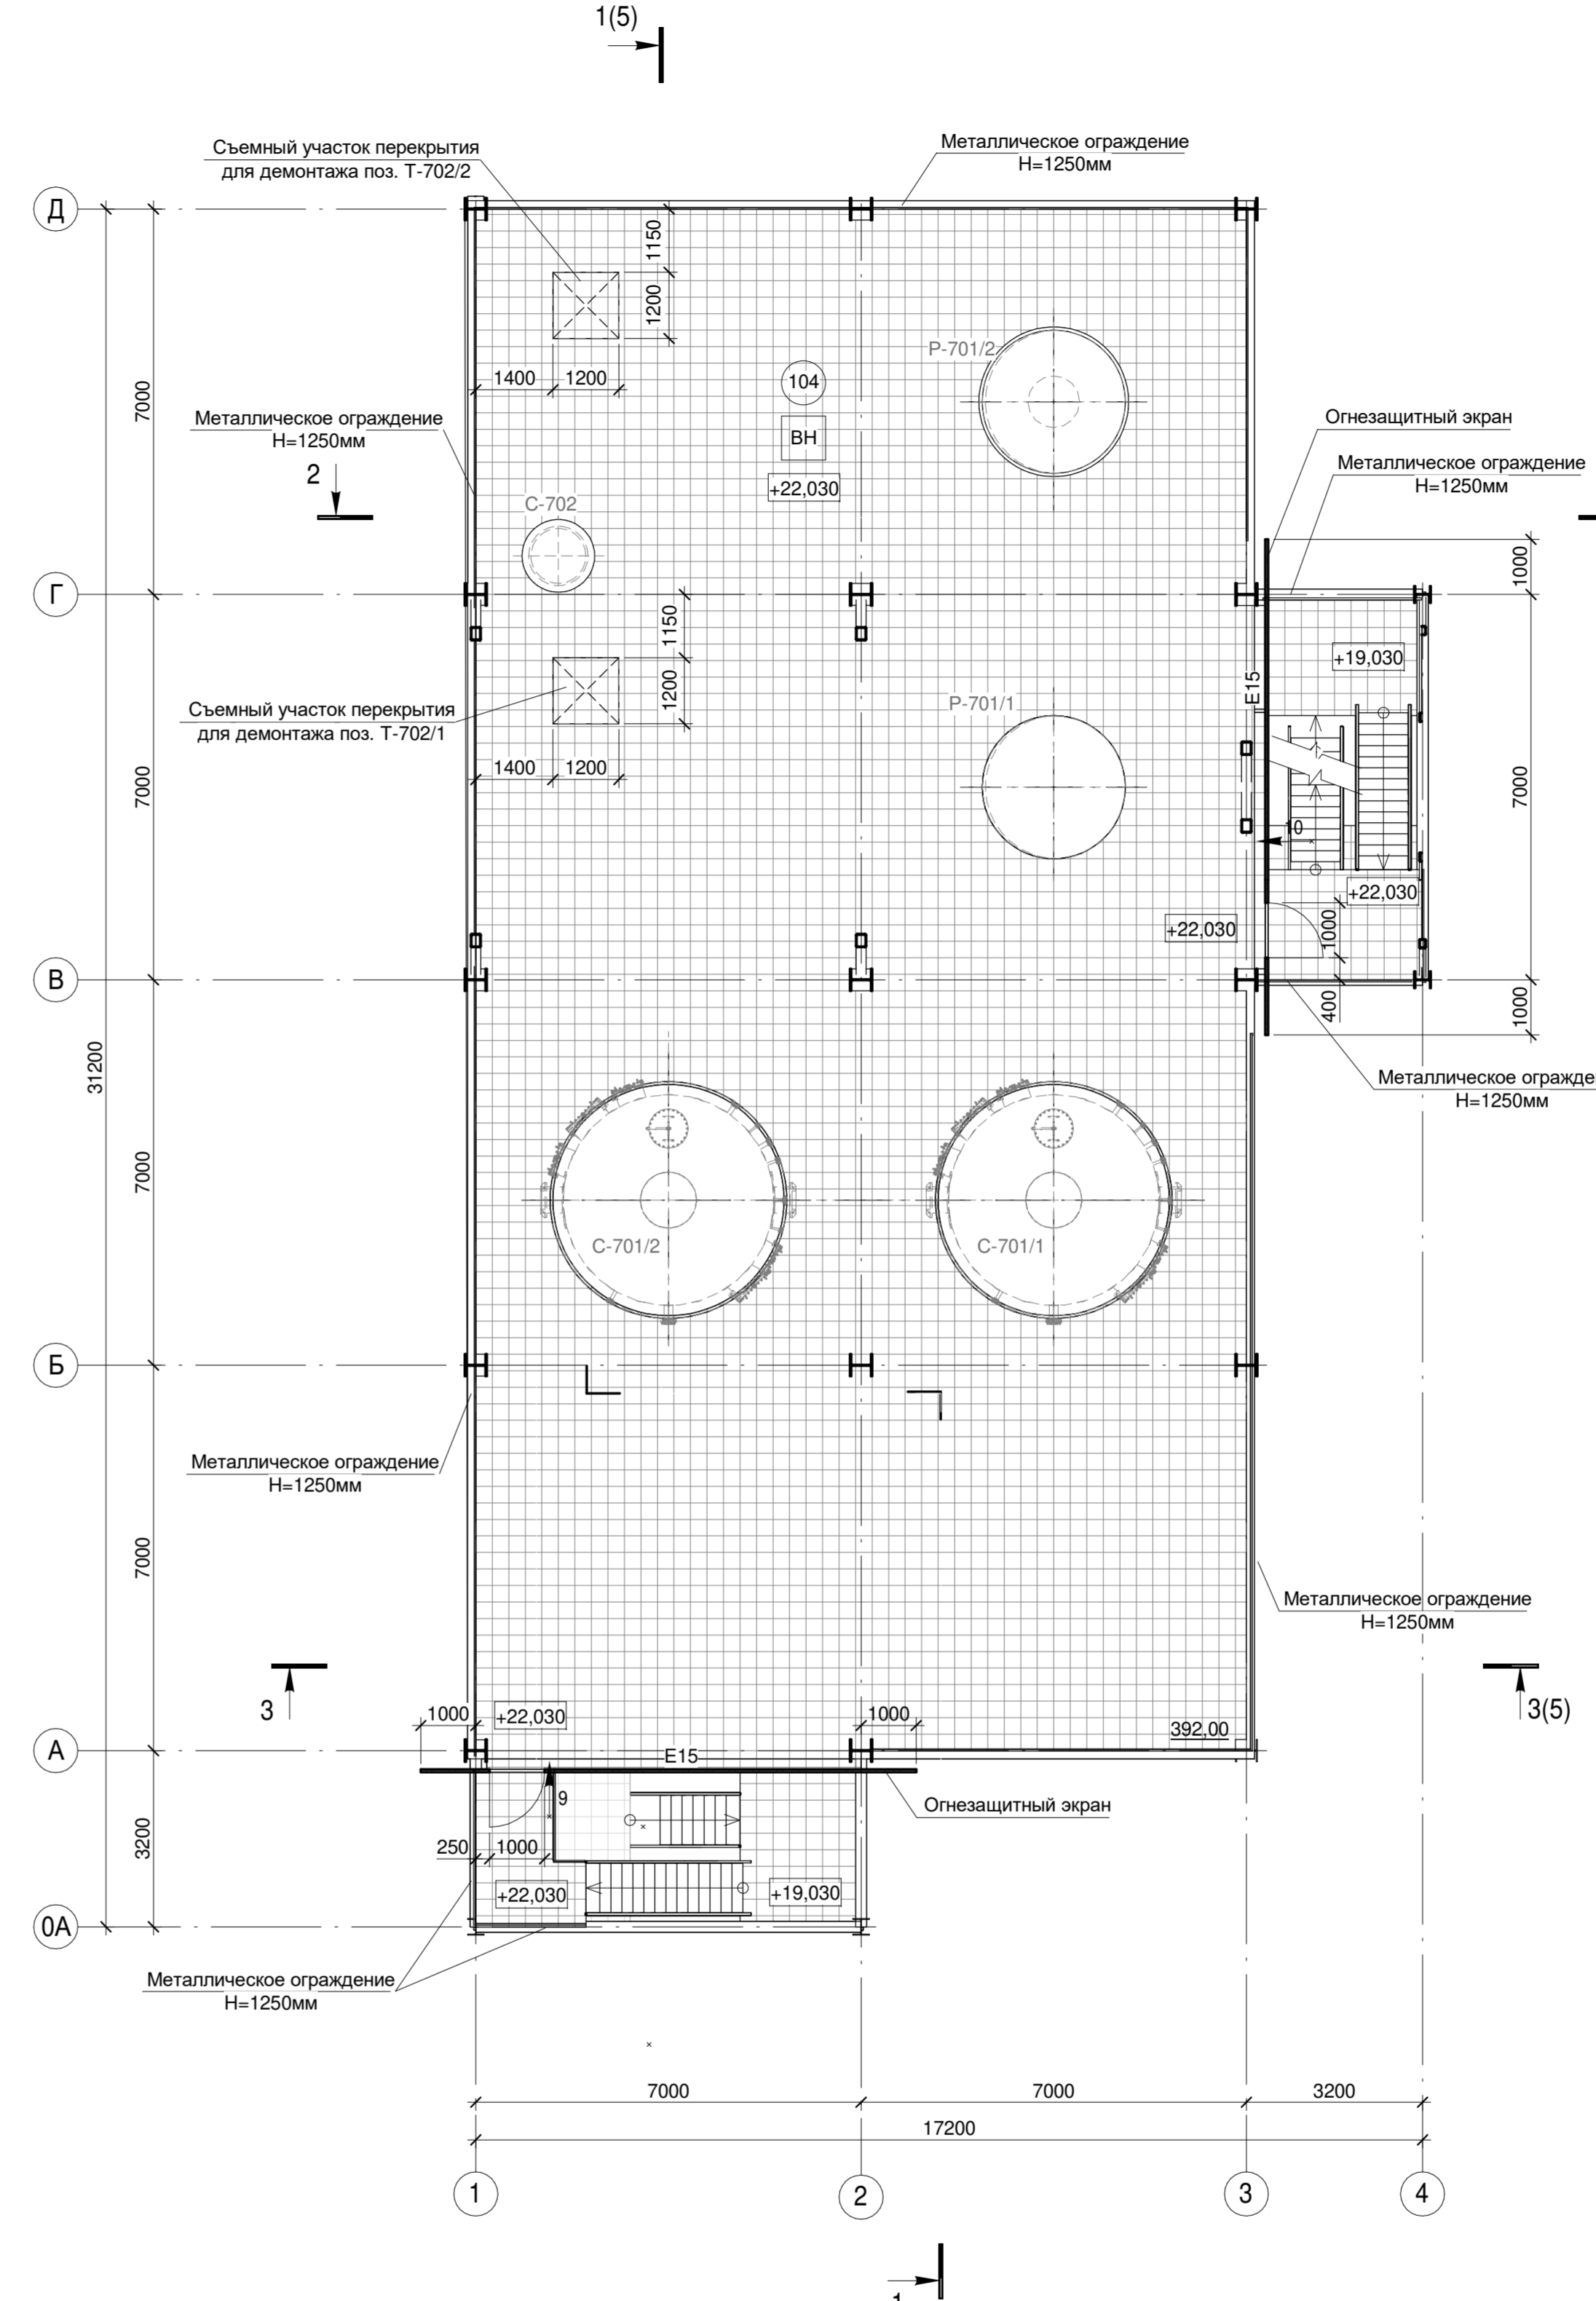 1(5)
Съемный участок перекрытия
для демонтажа поз. Т-702/2
Металлическое ограждение
Н=1250мм
Д
1150
1200
Р-701/2
104
1400
1200
7000
Металлическое ограждение
Н=1250мм
ВН
Огнезащитный экран
Металлическое ограждение
Н=1250мм
2
+22,030
С-702
1000
Г
1150
+19,030
1200
Е15
Съемный участок перекрытия
для демонтажа поз. Т-702/1
Р-701/1
1400
1200
7000
7000
10
+22,030
+22,030
1000
В
400
1000
31200
Металлическое огражде
Н=1250мм
7000
С-701/2
С-701/1
Б
Металлическое ограждение
Н=1250мм
7000
Металлическое ограждение
Н=1250мм
3
1000
+22,030
1000
392,00
3(5)
А
Е15
9
Огнезащитный экран
3200
250
1000
+22,030
+19,030
0А
Металлическое ограждение
Н=1250мм
7000
7000
3200
17200
1
2
3
4